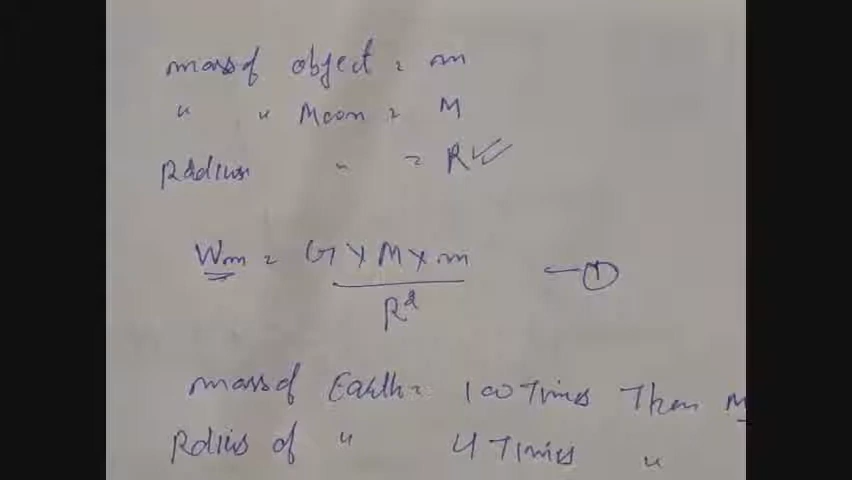 mass of object = m
" " Moon = M
Radius " = R
Wm = G x M x m —①
R²
mass of Earth = 100 Times Than M
Radius of " 4 Times "